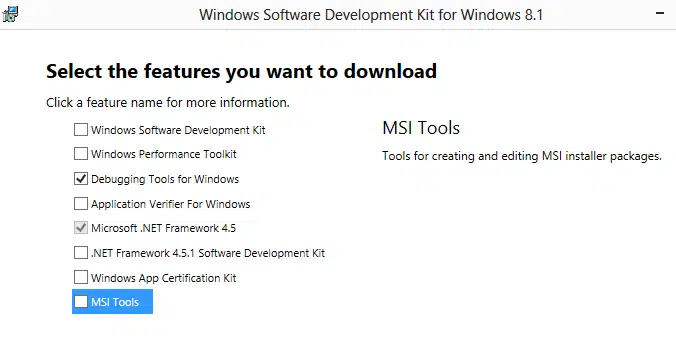 Windows Software Development Kit for Windows 8.1
Select the features you want to download
Click a feature name for more information.
Windows Software Development Kit
Windows Performance Toolkit
Debugging Tools for Windows
Application Verifier For Windows
Microsoft .NET Framework 4.5
.NET Framework 4.5.1 Software Development Kit
Windows App Certification Kit
MSI Tools
MSI Tools
Tools for creating and editing MSI installer packages.